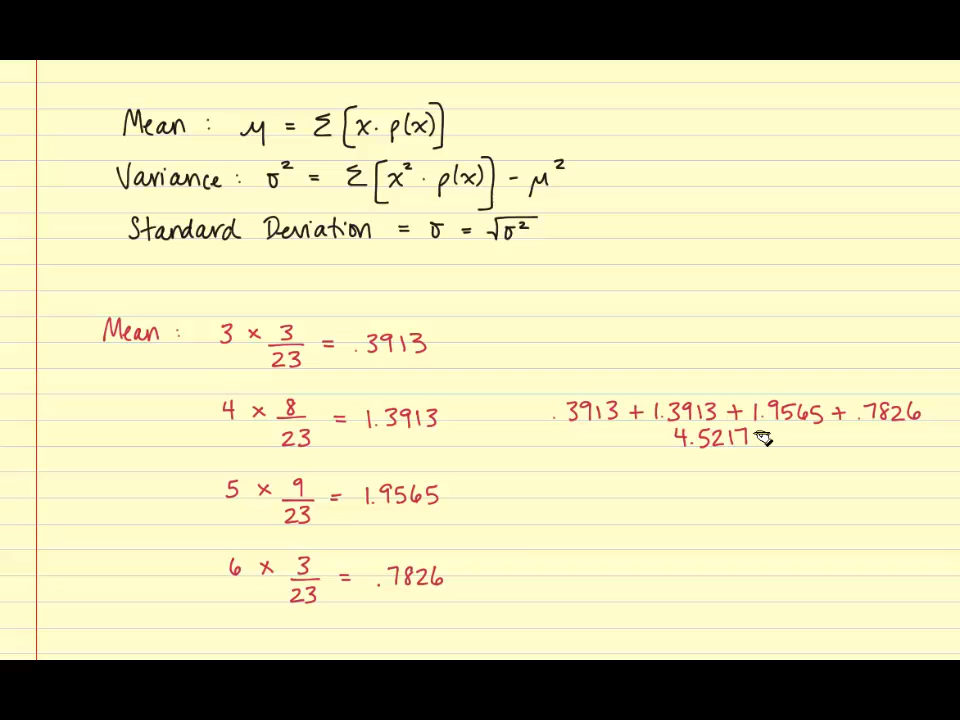 Mean : μ = Σ [x · p(x)]
Variance : σ² = Σ [x² · p(x)] - μ²
Standard Deviation = σ = √σ²
Mean : 3 × 3/23 = .3913
4 × 8/23 = 1.3913
.3913 + 1.3913 + 1.9565 + .7826
4.5217
5 × 9/23 = 1.9565
6 × 3/23 = .7826